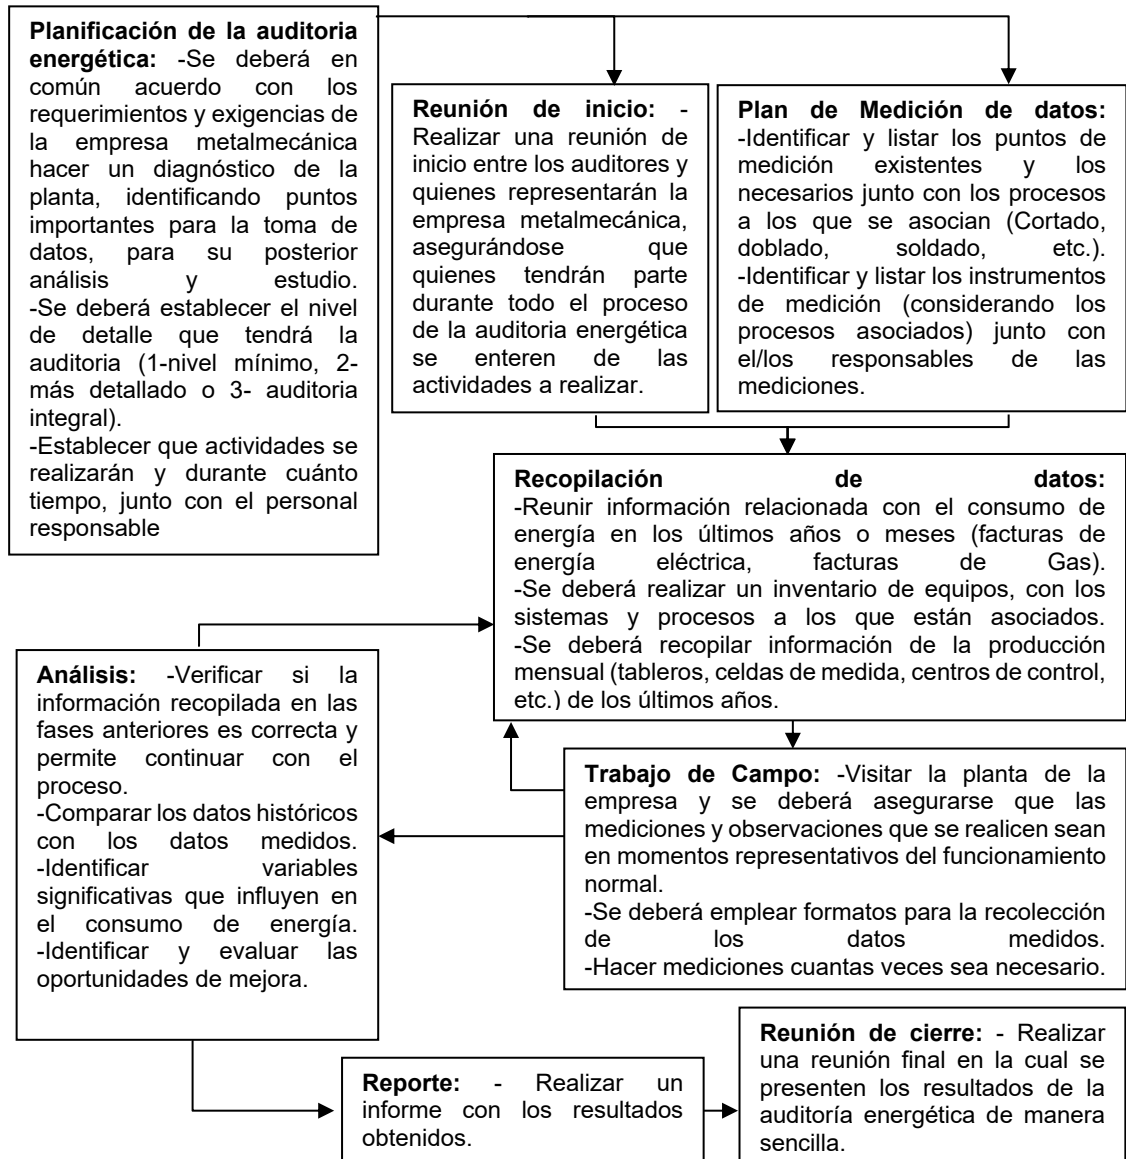 Planificación de la auditoria
energética: -Se deberá en
común acuerdo con los
requerimientos y exigencias de
la empresa metalmecánica
hacer un diagnóstico de la
planta, identificando puntos
importantes para la toma de
datos, para su posterior
análisis y estudio.
-Se deberá establecer el nivel
de detalle que tendrá la
auditoria (1-nivel mínimo, 2-
más detallado o 3- auditoria
integral).
-Establecer que actividades se
realizarán y durante cuánto
tiempo, junto con el personal
responsable
Reunión de inicio: -
Realizar una reunión de
inicio entre los auditores y
quienes representarán la
empresa metalmecánica,
asegurándose que
quienes tendrán parte
durante todo el proceso
de la auditoria energética
se enteren de las
actividades a realizar.
Plan de Medición de datos:
-Identificar y listar los puntos de
medición existentes y los
necesarios junto con los procesos
a los que se asocian (Cortado,
doblado, soldado, etc.).
-Identificar y listar los instrumentos
de medición (considerando los
procesos asociados) junto con
el/los responsables de las
mediciones.
Recopilación de datos:
-Reunir información relacionada con el consumo de
energía en los últimos años o meses (facturas de
energía eléctrica, facturas de Gas).
-Se deberá realizar un inventario de equipos, con los
sistemas y procesos a los que están asociados.
-Se deberá recopilar información de la producción
mensual (tableros, celdas de medida, centros de control,
etc.) de los últimos años.
Trabajo de Campo: -Visitar la planta de la
empresa y se deberá asegurarse que las
mediciones y observaciones que se realicen sean
en momentos representativos del funcionamiento
normal.
-Se deberá emplear formatos para la recolección
de los datos medidos.
-Hacer mediciones cuantas veces sea necesario.
Análisis: -Verificar si la
información recopilada en las
fases anteriores es correcta y
permite continuar con el
proceso.
-Comparar los datos históricos
con los datos medidos.
-Identificar variables
significativas que influyen en
el consumo de energía.
-Identificar y evaluar las
oportunidades de mejora.
Reporte: - Realizar un
informe con los resultados
obtenidos.
Reunión de cierre: - Realizar
una reunión final en la cual se
presenten los resultados de la
auditoría energética de manera
sencilla.